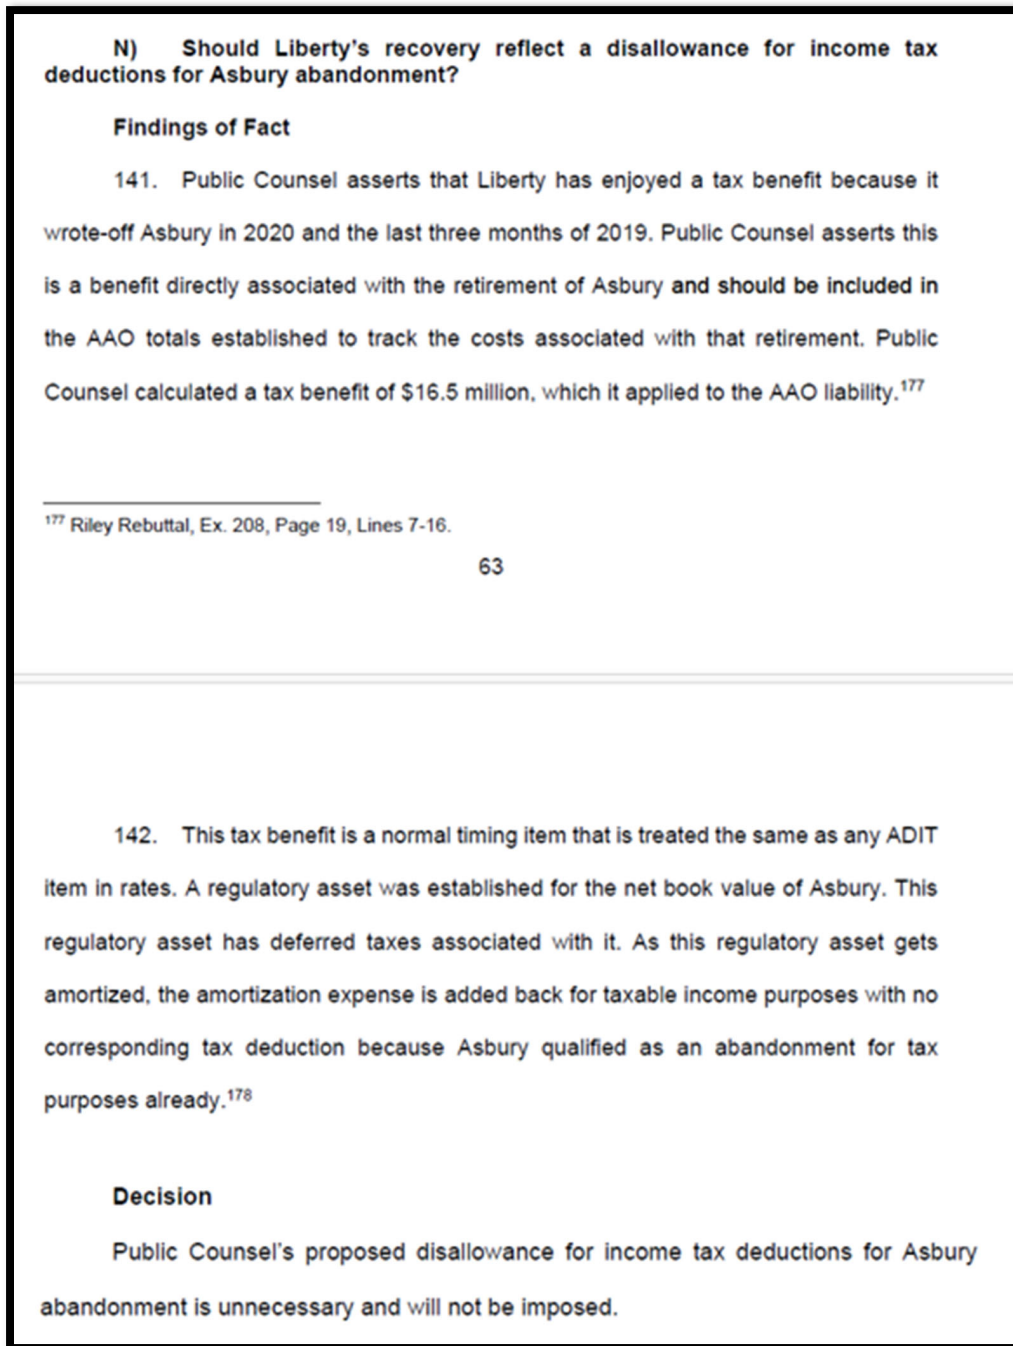 N) Should Liberty's recovery reflect a disallowance for income tax
deductions for Asbury abandonment?
Findings of Fact
141. Public Counsel asserts that Liberty has enjoyed a tax benefit because it
wrote-off Asbury in 2020 and the last three months of 2019. Public Counsel asserts this
is a benefit directly associated with the retirement of Asbury and should be included in
the AAO totals established to track the costs associated with that retirement. Public
Counsel calculated a tax benefit of $16.5 million, which it applied to the AAO liability.177
177 Riley Rebuttal, Ex. 208, Page 19, Lines 7-16.
63
142. This tax benefit is a normal timing item that is treated the same as any ADIT
item in rates. A regulatory asset was established for the net book value of Asbury. This
regulatory asset has deferred taxes associated with it. As this regulatory asset gets
amortized, the amortization expense is added back for taxable income purposes with no
corresponding tax deduction because Asbury qualified as an abandonment for tax
purposes already.178
Decision
Public Counsel's proposed disallowance for income tax deductions for Asbury
abandonment is unnecessary and will not be imposed.